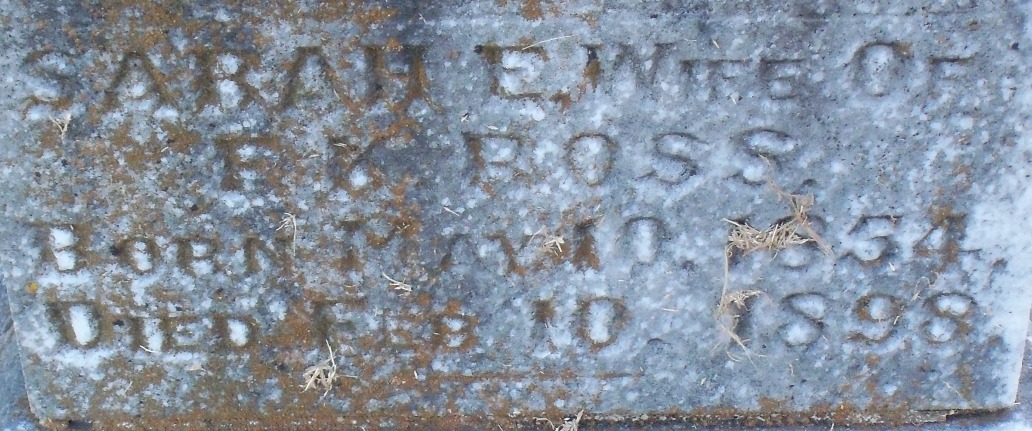 SARAH E. WIFE OF
F. K. ROSS
BORN MAY 10, 1854.
DIED FEB 10, 1898